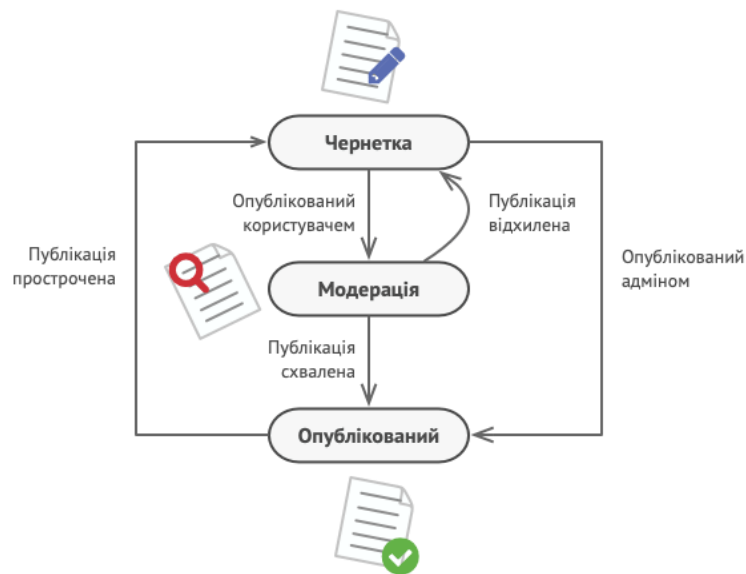 Чернетка
Опублікований
користувачем
Публікація
відхилена
Публікація
прострочена
Опублікований
адміном
Модерація
Публікація
схвалена
Опублікований